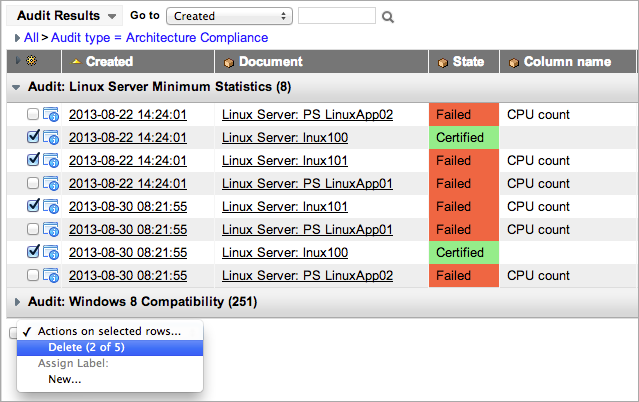 Audit Results Go to Created
All > Audit type = Architecture Compliance
Created Document State Column name
Audit: Linux Server Minimum Statistics (8)
2013-08-22 14:24:01 Linux Server: PS LinuxApp02 Failed CPU count
2013-08-22 14:24:01 Linux Server: lnux100 Certified
2013-08-22 14:24:01 Linux Server: lnux101 Failed CPU count
2013-08-22 14:24:01 Linux Server: PS LinuxApp01 Failed CPU count
2013-08-30 08:21:55 Linux Server: lnux101 Failed CPU count
2013-08-30 08:21:55 Linux Server: PS LinuxApp01 Failed CPU count
2013-08-30 08:21:55 Linux Server: lnux100 Certified
2013-08-30 08:21:55 Linux Server: PS LinuxApp02 Failed CPU count
Audit: Windows 8 Compatibility (251)
✓ Actions on selected rows...
Delete (2 of 5)
Assign Label:
New...